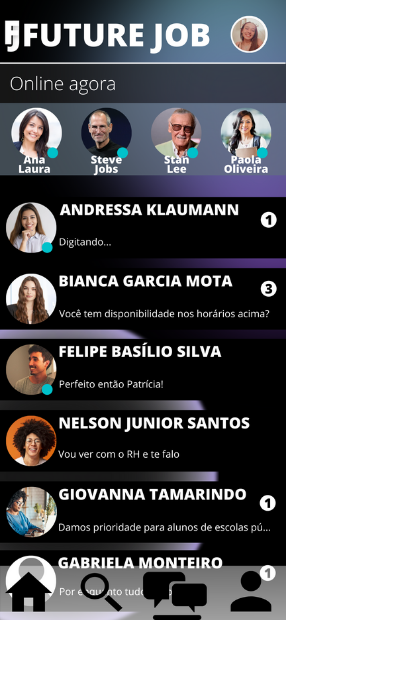 FJ FUTURE JOB
Online agora
Ana Laura
Steve Jobs
Stan Lee
Paola Oliveira
ANDRESSA KLAUMANN
1
Digitando...
BIANCA GARCIA MOTA
3
Você tem disponibilidade nos horários acima?
FELIPE BASÍLIO SILVA
Perfeito então Patrícia!
NELSON JUNIOR SANTOS
Vou ver com o RH e te falo
GIOVANNA TAMARINDO
1
Damos prioridade para alunos de escolas pú...
GABRIELA MONTEIRO
1
Por enquanto